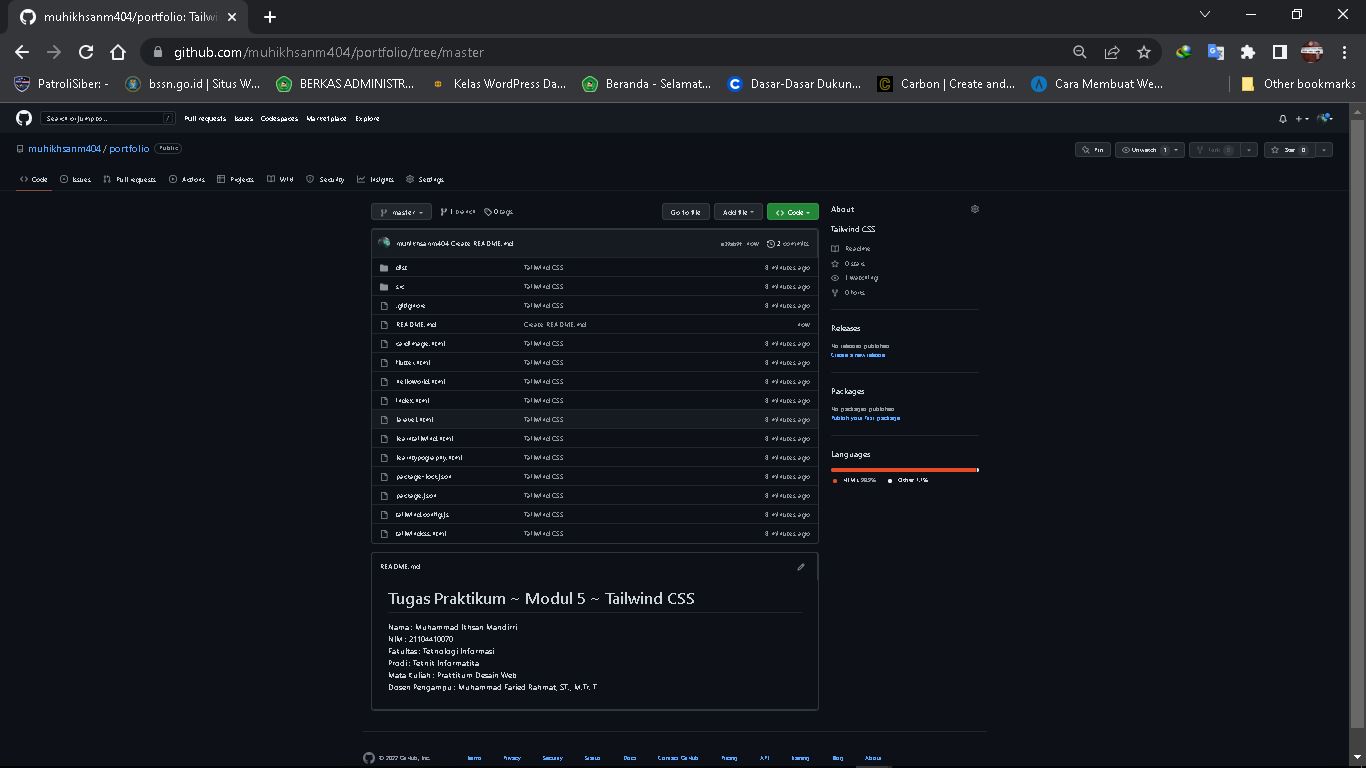 muhikhsanm404/portfolio: Tailwi
github.com/muhikhsanm404/portfolio/tree/master
PatroliSiber: -
bssn.go.id | Situs W...
BERKAS ADMINISTR...
Kelas WordPress Da...
Beranda - Selamat...
Dasar-Dasar Dukun...
Carbon | Create and...
Cara Membuat We...
Other bookmarks
Search or jump to... /
Pull requests Issues Codespaces Marketplace Explore
muhikhsanm404 / portfolio Public
Pin
Unwatch 1
Fork 0
Star 0
Code Issues Pull requests Actions Projects Wiki Security Insights Settings
master 1 branch 0 tags
Go to file Add file Code
muhikhsanm404 Create README.md now 2 commits
dist Tailwind CSS 8 minutes ago
src Tailwind CSS 8 minutes ago
.gitignore Tailwind CSS 8 minutes ago
README.md Create README.md now
cardimage.html Tailwind CSS 8 minutes ago
flutter.html Tailwind CSS 8 minutes ago
helloworld.html Tailwind CSS 8 minutes ago
index.html Tailwind CSS 8 minutes ago
laravel.html Tailwind CSS 8 minutes ago
learntailwind.html Tailwind CSS 8 minutes ago
learntypography.html Tailwind CSS 8 minutes ago
package-lock.json Tailwind CSS 8 minutes ago
package.json Tailwind CSS 8 minutes ago
tailwind.config.js Tailwind CSS 8 minutes ago
tailwindcss.html Tailwind CSS 8 minutes ago
README.md
Tugas Praktikum ~ Modul 5 ~ Tailwind CSS
Nama : Muhammad Ikhsan Mandirri
NIM : 21104410070
Fakultas : Teknologi Informasi
Prodi : Teknik Informatika
Mata Kuliah : Praktikum Desain Web
Dosen Pengampu : Muhammad Faried Rahmat, ST., M.Tr. T
About
Tailwind CSS
Readme
0 stars
1 watching
0 forks
Releases
No releases published
Create a new release
Packages
No packages published
Publish your first package
Languages
HTML Other
© 2022 GitHub, Inc. Terms Privacy Security Status Docs Contact GitHub Pricing API Training Blog About